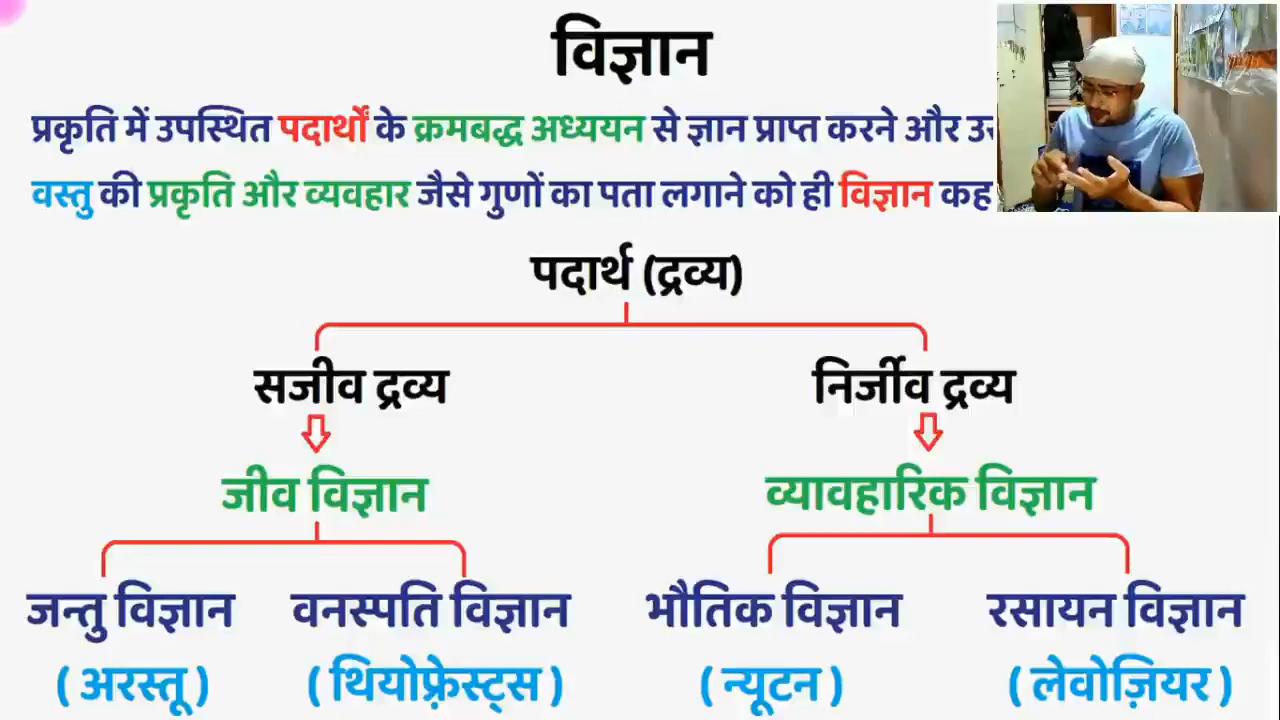 विज्ञान
प्रकृति में उपस्थित पदार्थों के क्रमबद्ध अध्ययन से ज्ञान प्राप्त करने और
वस्तु की प्रकृति और व्यवहार जैसे गुणों का पता लगाने को ही विज्ञान कह
पदार्थ (द्रव्य)
सजीव द्रव्य निर्जीव द्रव्य
जीव विज्ञान व्यावहारिक विज्ञान
जन्तु विज्ञान वनस्पति विज्ञान भौतिक विज्ञान रसायन विज्ञान
( अरस्तू ) ( थियोफ़्रेस्ट्स ) ( न्यूटन ) ( लेवोज़ियर )